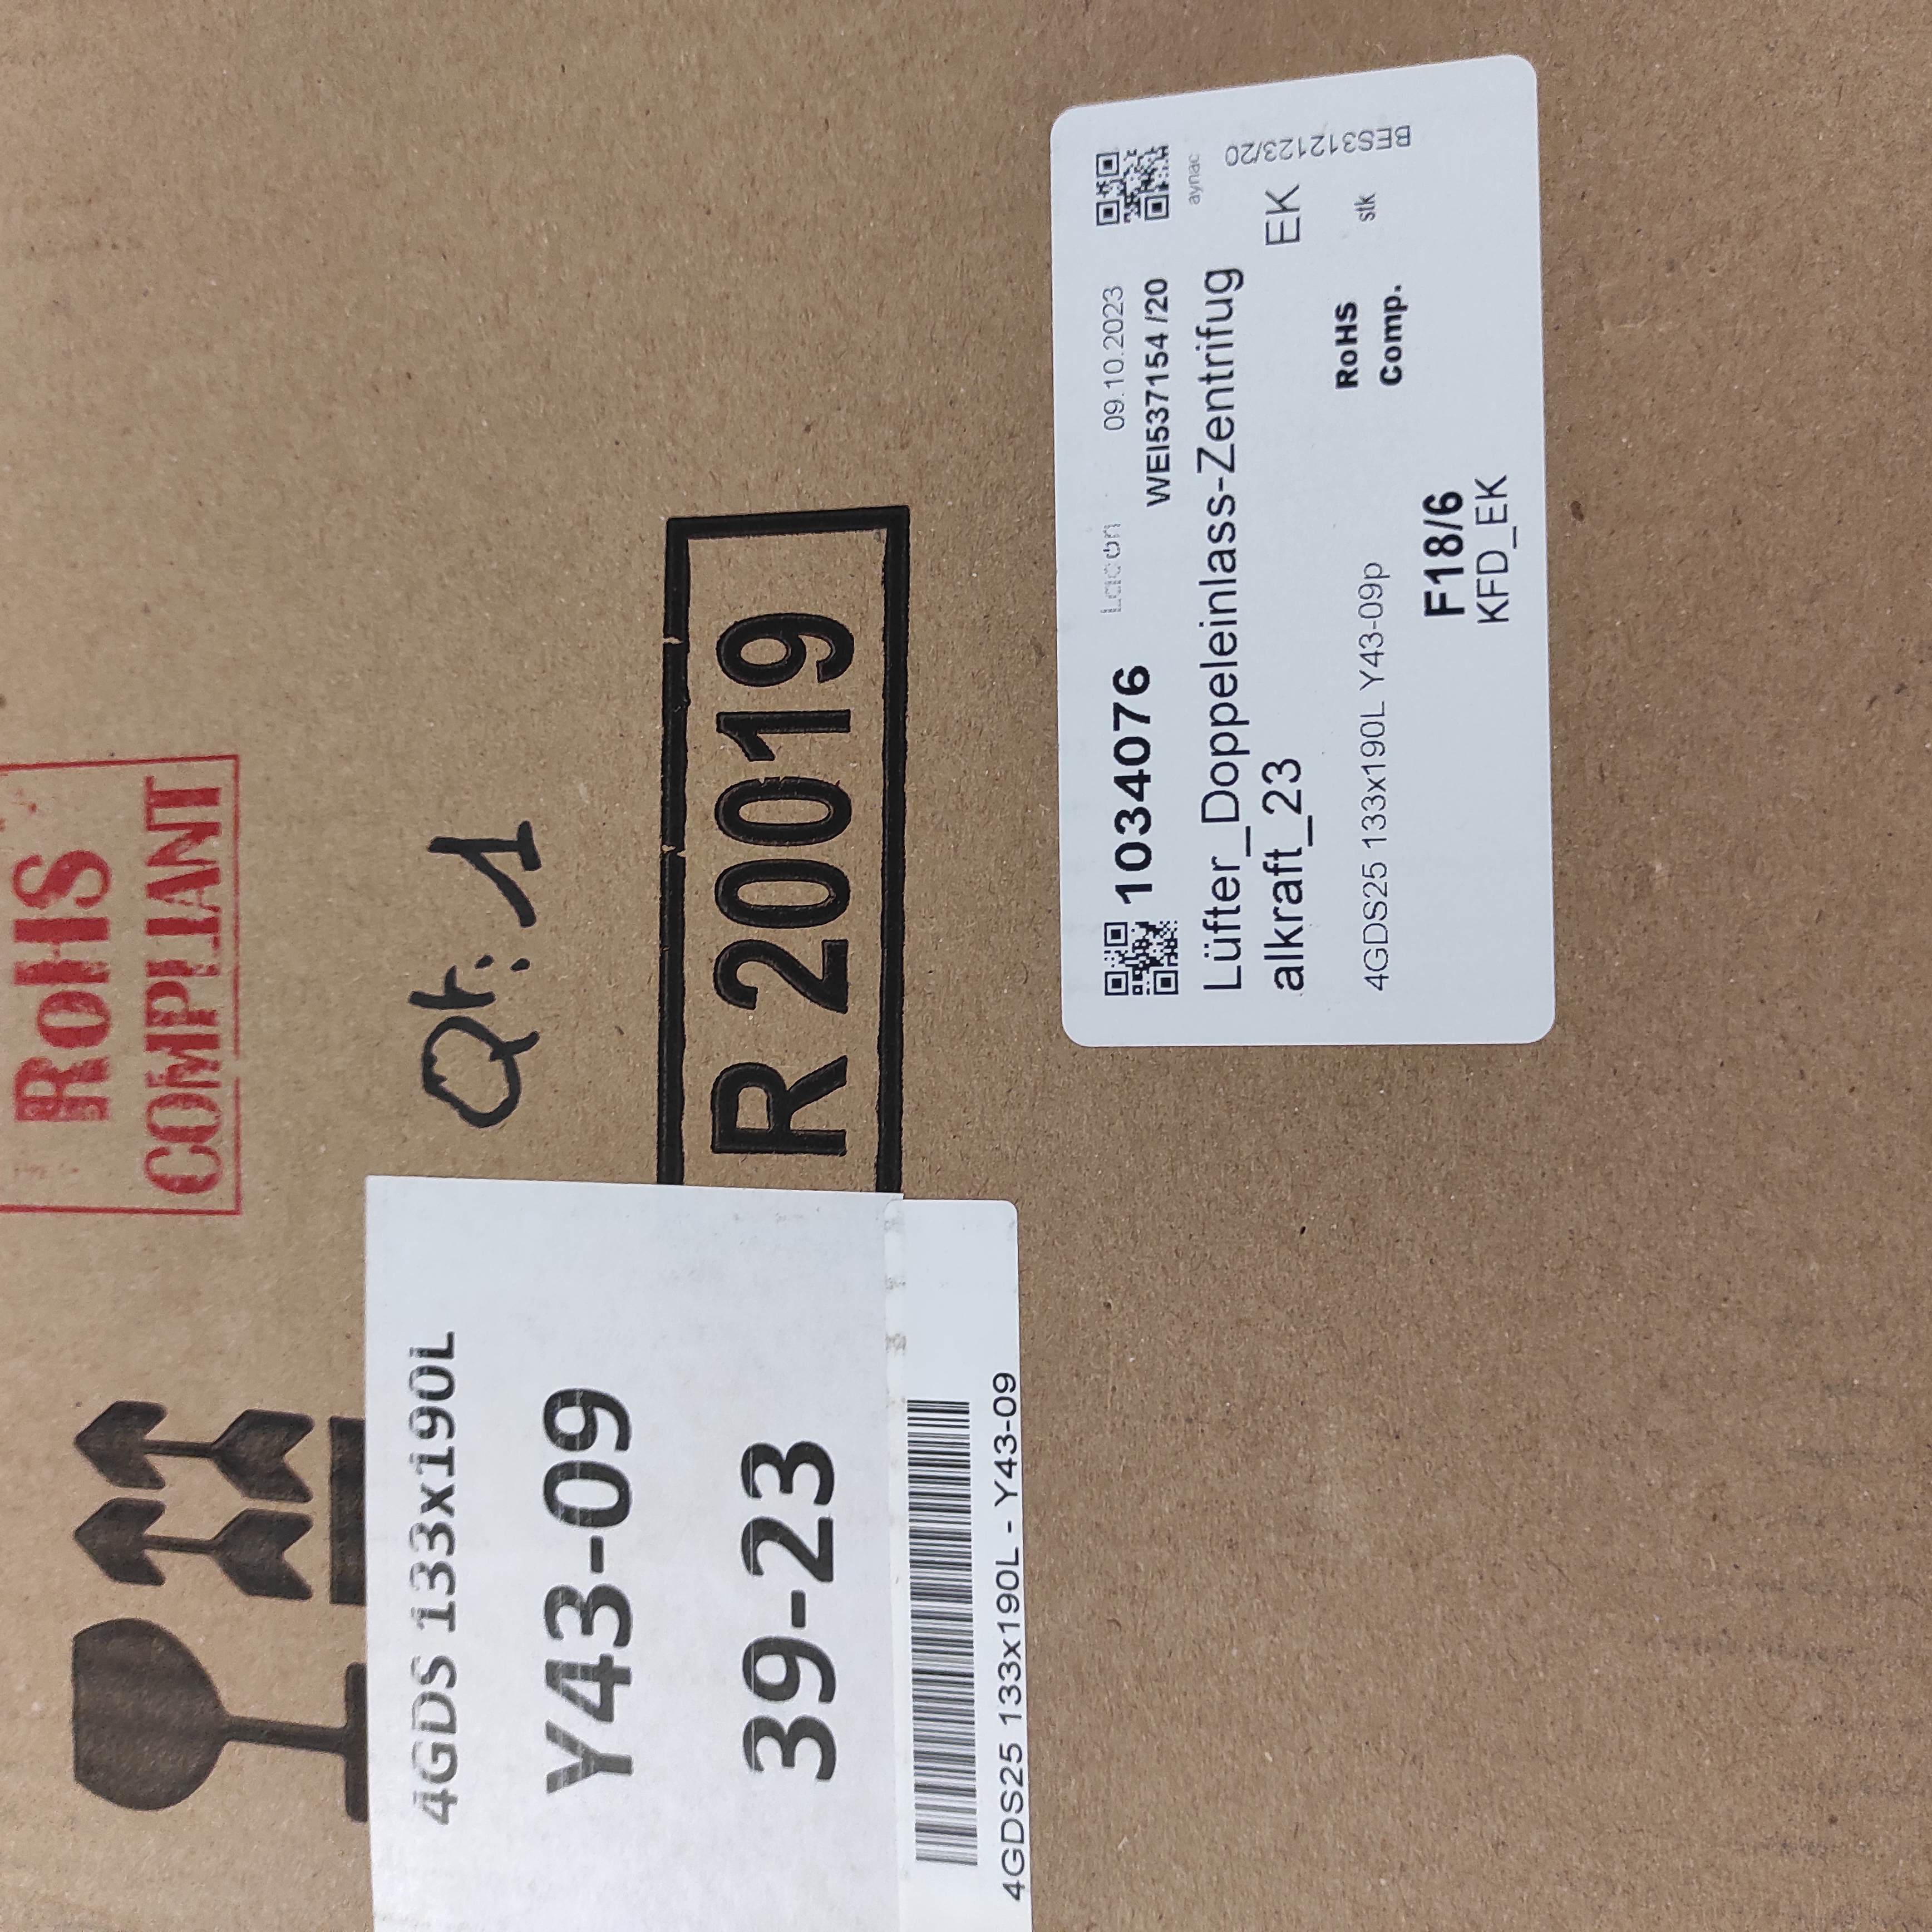 RoHS
COMPLIANT
Qt.: 1
R 20019
4GDS 133x190L
Y43-09
39-23
4GDS25 133x190L - Y43-09
1034076
Lacon
09.10.2023
WEI537154 /20
aynac
Lüfter_Doppeleinlass-Zentrifug
alkraft_23
EK
BES312123/20
4GDS25 133x190L Y43-09p
RoHS
Comp.
stk
F18/6
KFD_EK